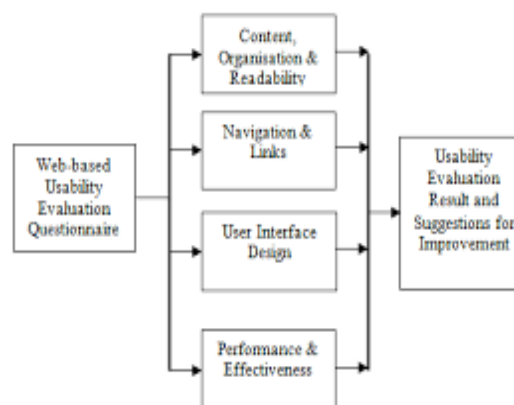 Content,
Organisation &
Readability
Navigation &
Links
Web-based
Usability
Evaluation
Questionnaire
Usability
Evaluation
Result and
Suggestions for
Improvement
User Interface
Design
Performance &
Effectiveness